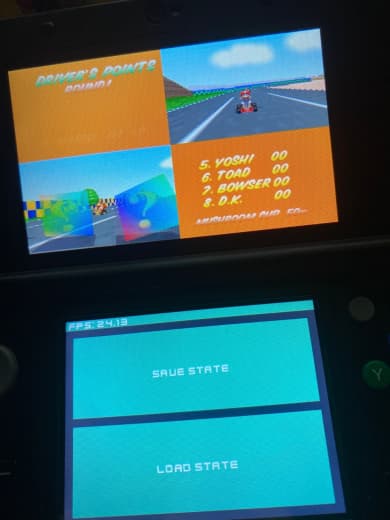 DRIVER'S POINTS
ROUND1
5. YOSHI 00
6. TOAD 00
7. BOWSER 00
8. D.K. 00
MUSHROOM CUP
FPS: 24.13
SAVE STATE
LOAD STATE
Y